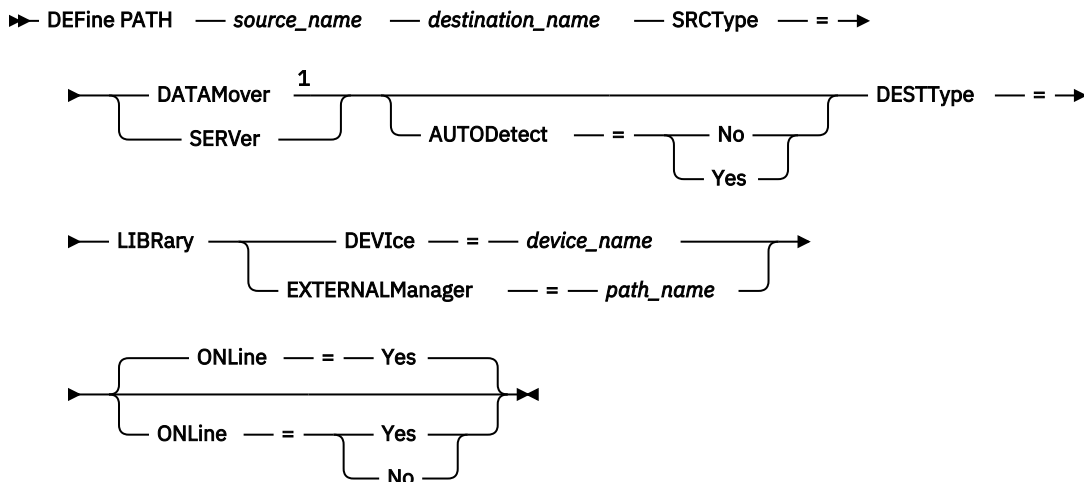 DEFine PATH source_name destination_name SRCType =
DATAMover 1
SERVer
AUTODetect = No
Yes
DESTType =
LIBRary DEVIce = device_name
EXTERNALManager = path_name
ONLine = Yes
ONLine = Yes
No